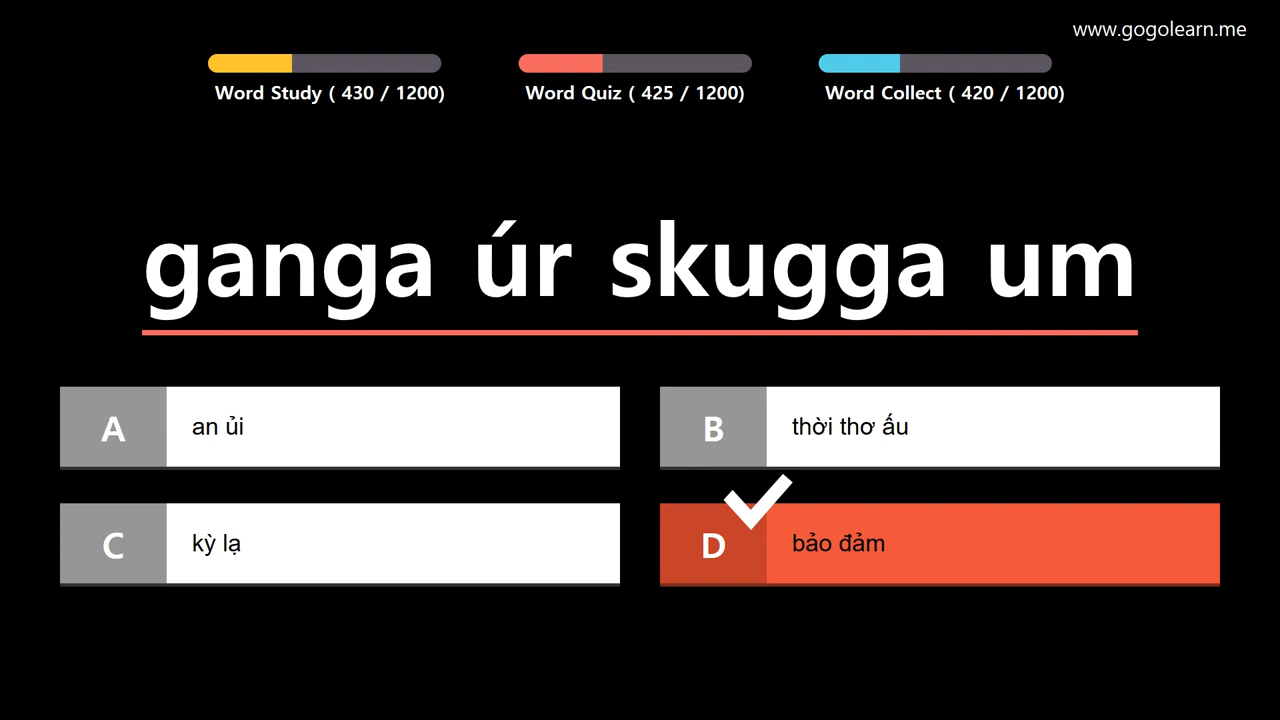 www.gogolearn.me
Word Study ( 430 / 1200)
Word Quiz ( 425 / 1200)
Word Collect ( 420 / 1200)
ganga úr skugga um
A
an ủi
B
thời thơ ấu
C
kỳ lạ
D
bảo đảm